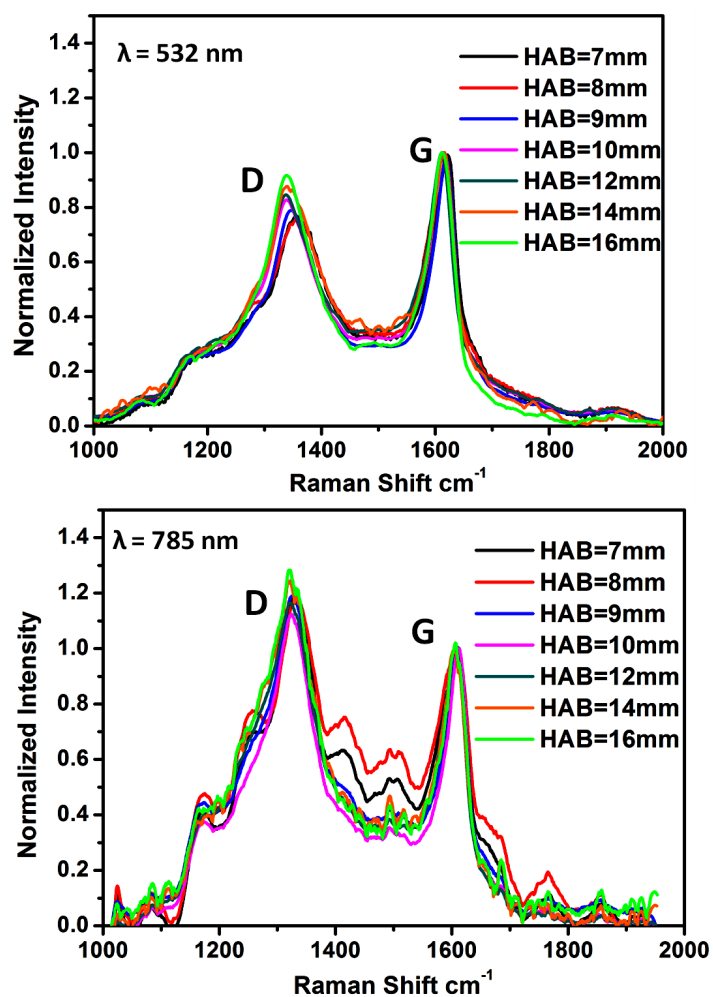 λ = 532 nm
HAB=7mm
HAB=8mm
HAB=9mm
HAB=10mm
HAB=12mm
HAB=14mm
HAB=16mm
D
G
Normalized Intensity
1.4
1.2
1.0
0.8
0.6
0.4
0.2
0.0
1000 1200 1400 1600 1800 2000
Raman Shift cm⁻¹
λ = 785 nm
HAB=7mm
HAB=8mm
HAB=9mm
HAB=10mm
HAB=12mm
HAB=14mm
HAB=16mm
D
G
Normalized Intensity
1.4
1.2
1.0
0.8
0.6
0.4
0.2
0.0
1000 1200 1400 1600 1800 2000
Raman Shift cm⁻¹